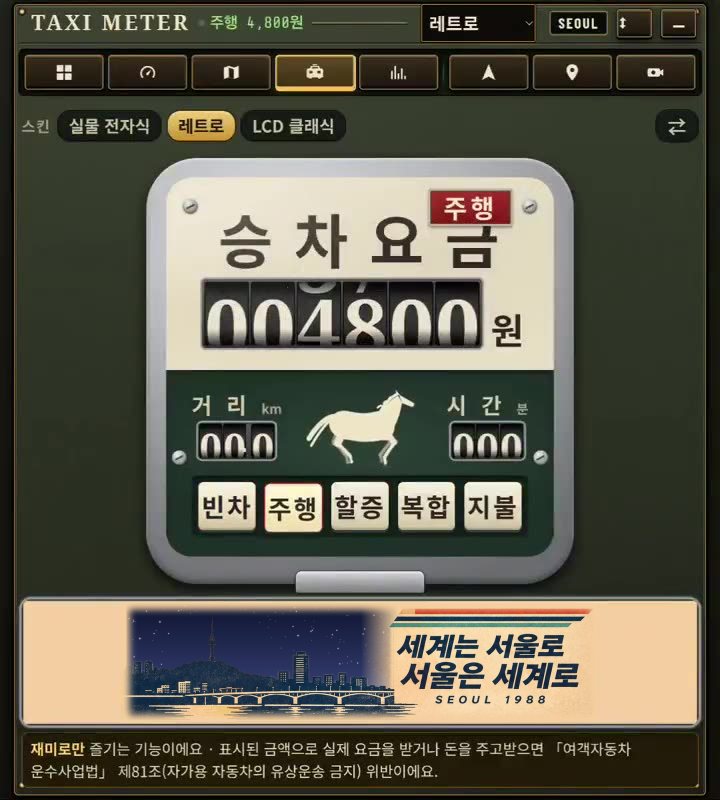 TAXI METER 주행 4,800원 레트로 SEOUL
스킨 실물 전자식 레트로 LCD 클래식
주행
승차요금
004800 원
거리 km 시간 분
000 000
빈차 주행 할증 복합 지불
세계는 서울로
서울은 세계로
SEOUL 1988
재미로만 즐기는 기능이에요 · 표시된 금액으로 실제 요금을 받거나 돈을 주고받으면 「여객자동차
운수사업법」 제81조(자가용 자동차의 유상운송 금지) 위반이에요.